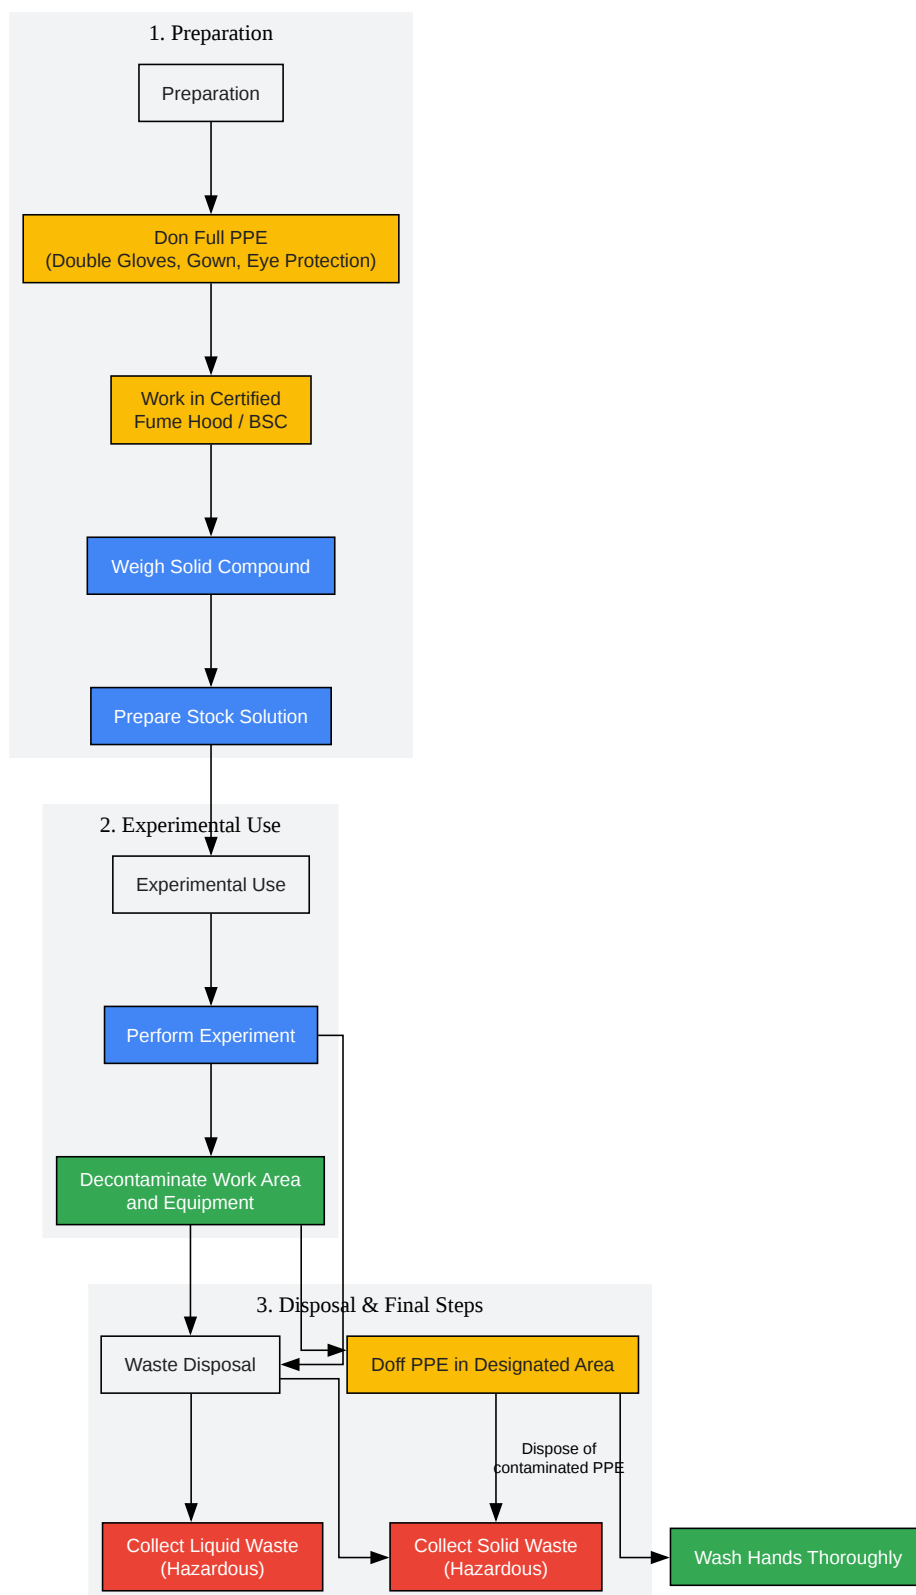 1. Preparation
Preparation
Don Full PPE
(Double Gloves, Gown, Eye Protection)
Work in Certified
Fume Hood / BSC
Weigh Solid Compound
Prepare Stock Solution
2. Experimental Use
Experimental Use
Perform Experiment
Decontaminate Work Area
and Equipment
3. Disposal & Final Steps
Waste Disposal
Doff PPE in Designated Area
Dispose of
contaminated PPE
Collect Liquid Waste
(Hazardous)
Collect Solid Waste
(Hazardous)
Wash Hands Thoroughly